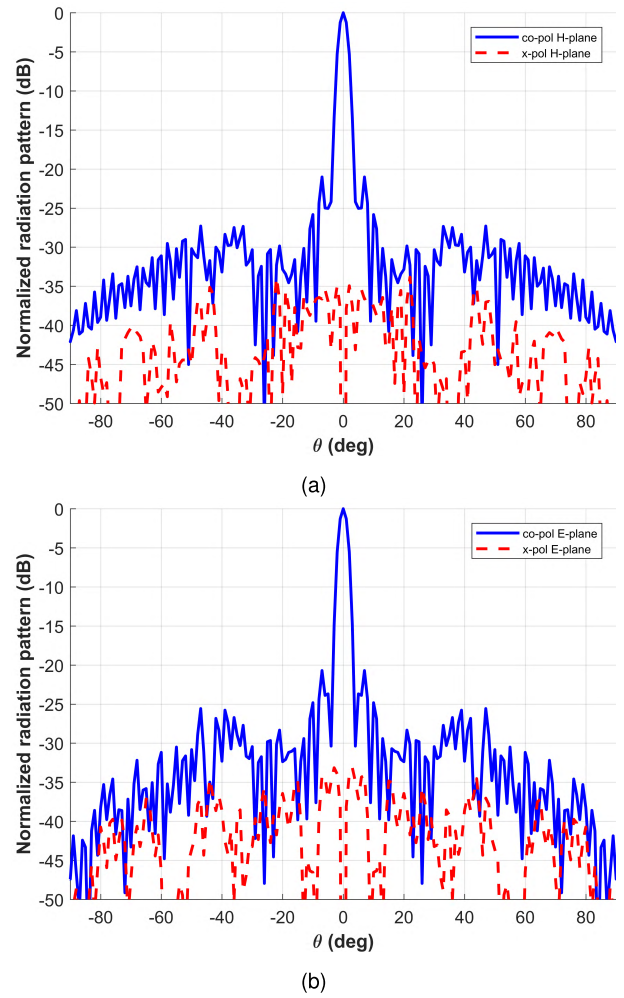 0
-5
-10
-15
-20
-25
-30
-35
-40
-45
-50
Normalized radiation pattern (dB)
co-pol H-plane
x-pol H-plane
-80 -60 -40 -20 0 20 40 60 80
θ (deg)
(a)
0
-5
-10
-15
-20
-25
-30
-35
-40
-45
-50
Normalized radiation pattern (dB)
co-pol E-plane
x-pol E-plane
-80 -60 -40 -20 0 20 40 60 80
θ (deg)
(b)